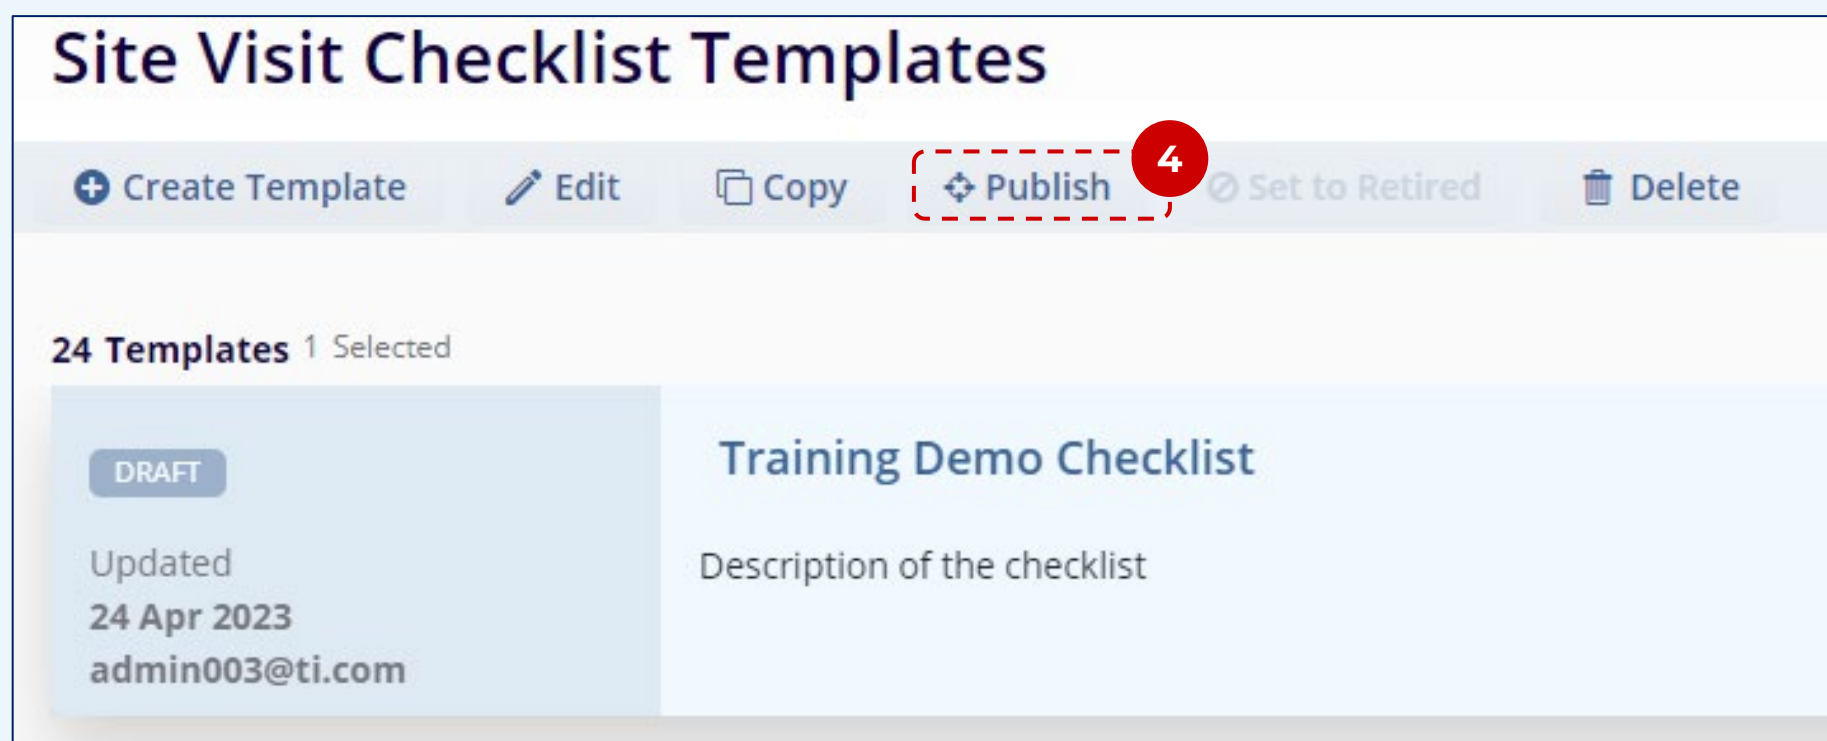 Site Visit Checklist Templates
Create Template Edit Copy Publish 4 Set to Retired Delete
24 Templates 1 Selected
DRAFT
Training Demo Checklist
Updated
Description of the checklist
24 Apr 2023
admin003@ti.com